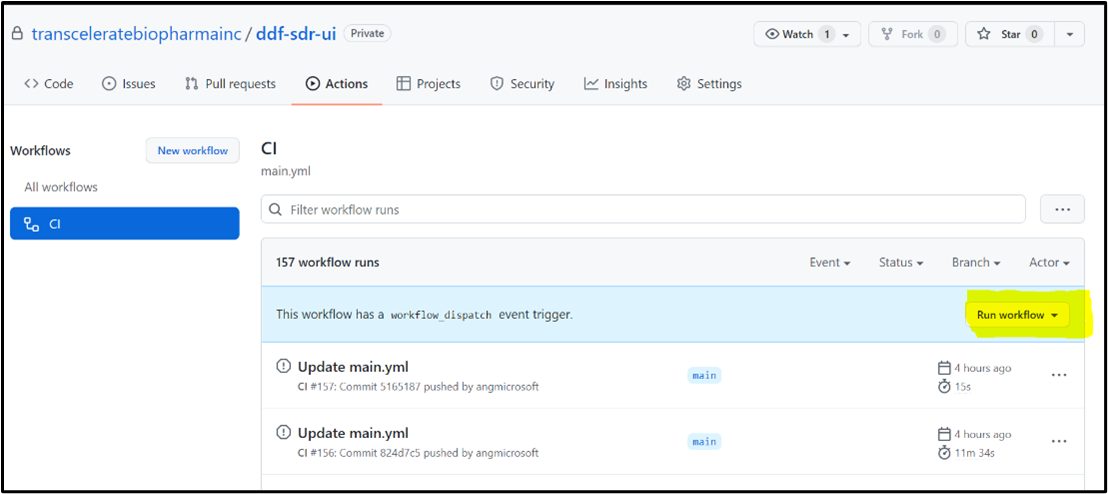 transceleratebiopharmainc / ddf-sdr-ui Private Watch 1 Fork 0 Star 0
Code Issues Pull requests Actions Projects Security Insights Settings
Workflows New workflow
All workflows
CI
CI
main.yml
Filter workflow runs
157 workflow runs Event Status Branch Actor
This workflow has a workflow_dispatch event trigger. Run workflow
Update main.yml main 4 hours ago
CI #157: Commit 5165187 pushed by angmicrosoft 15s
Update main.yml main 4 hours ago
CI #156: Commit 824d7c5 pushed by angmicrosoft 11m 34s